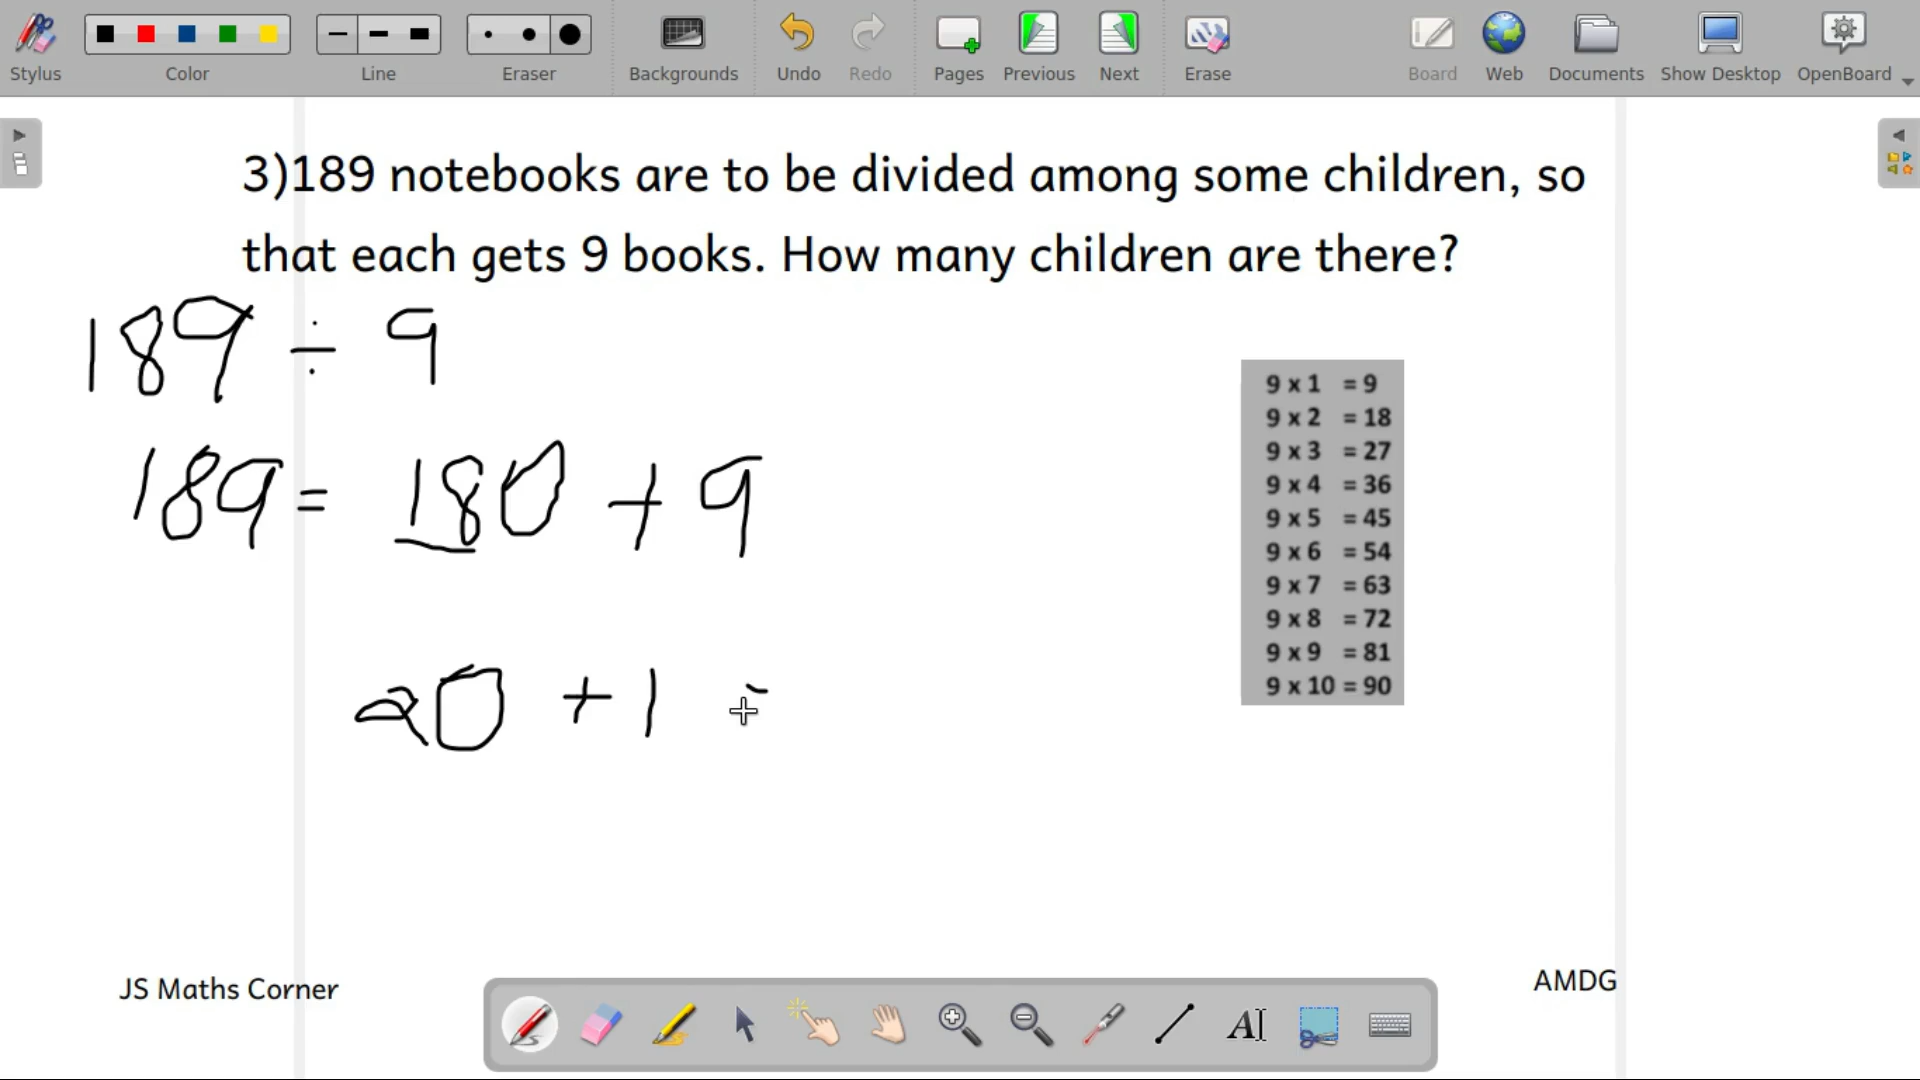 Stylus Color Line Eraser Backgrounds Undo Redo Pages Previous Next Erase Board Web Documents Show Desktop OpenBoard
3)189 notebooks are to be divided among some children, so
that each gets 9 books. How many children are there?
189 ÷ 9
189 = 180 + 9
20 + 1 =
9 x 1 = 9
9 x 2 = 18
9 x 3 = 27
9 x 4 = 36
9 x 5 = 45
9 x 6 = 54
9 x 7 = 63
9 x 8 = 72
9 x 9 = 81
9 x 10 = 90
JS Maths Corner
AMDG